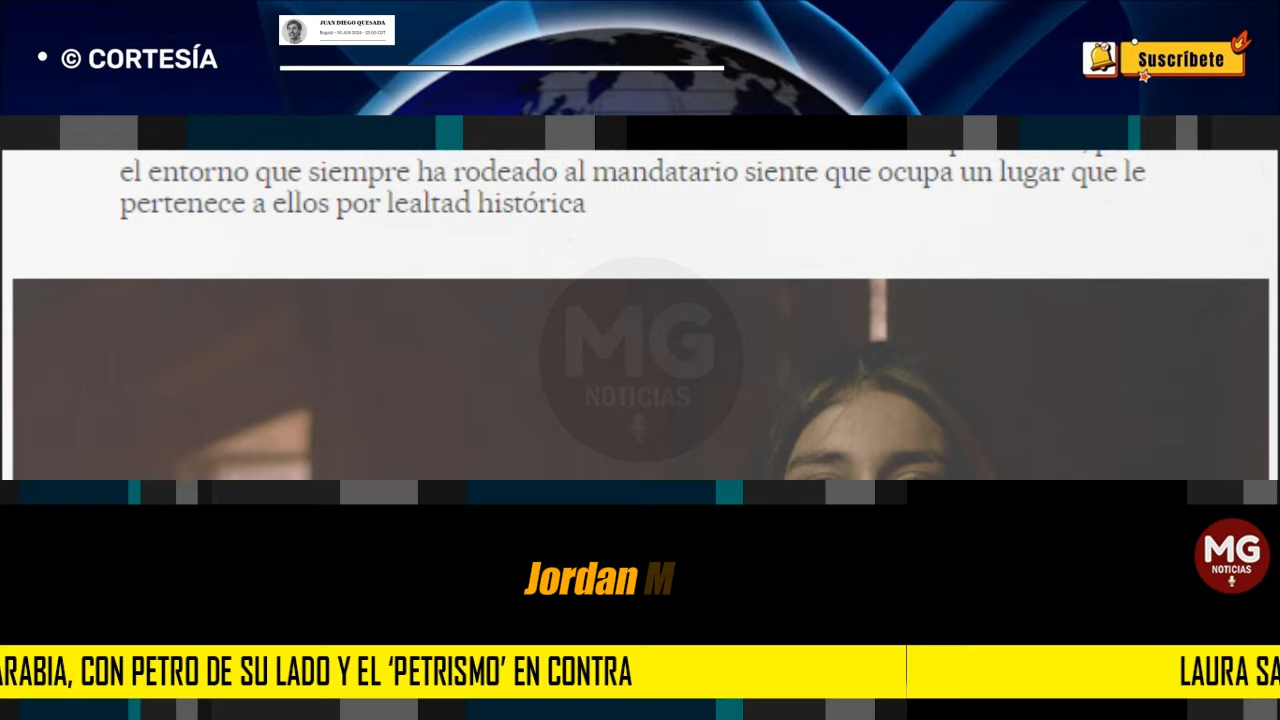 JUAN DIEGO QUESADA
© CORTESÍA
Suscríbete
el entorno que siempre ha rodeado al mandatario siente que ocupa un lugar que le
pertenece a ellos por lealtad histórica
MG
NOTICIAS
MG
NOTICIAS
Jordan M
ARABIA, CON PETRO DE SU LADO Y EL ‘PETRISMO’ EN CONTRA
LAURA SA